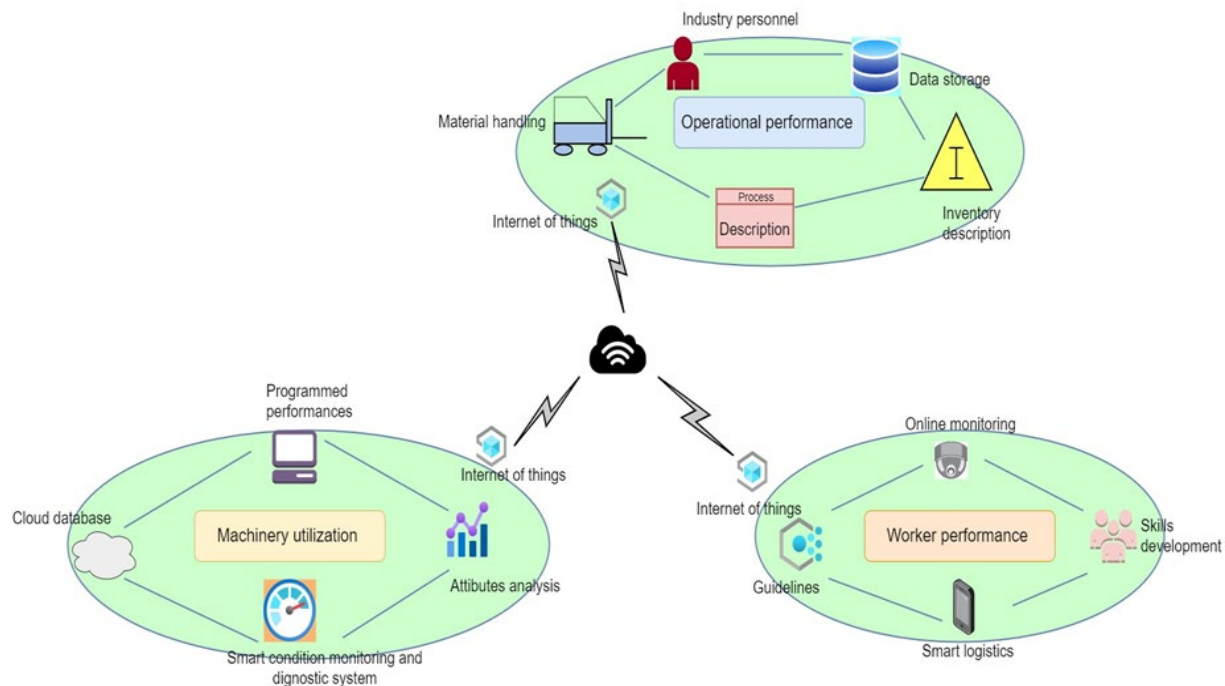 Industry personnel
Data storage
Material handling
Operational performance
Process
Description
Internet of things
Inventory
description
Programmed
performances
Internet of things
Cloud database
Machinery utilization
Attibutes analysis
Smart condition monitoring and
dignostic system
Online monitoring
Internet of things
Worker performance
Skills
development
Guidelines
Smart logistics